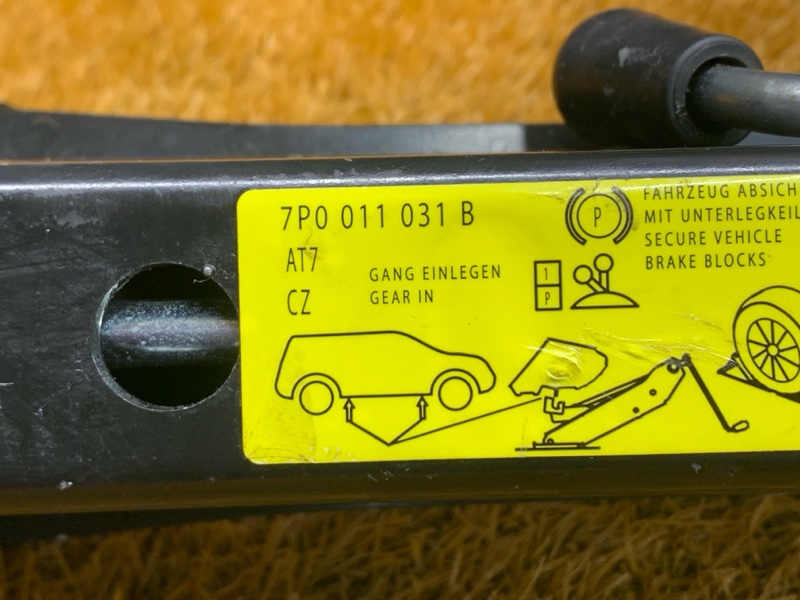 7P0 011 031 B
AT7
CZ
GANG EINLEGEN
GEAR IN
1
P
P
FAHRZEUG ABSICH
MIT UNTERLEGKEIL
SECURE VEHICLE
BRAKE BLOCKS